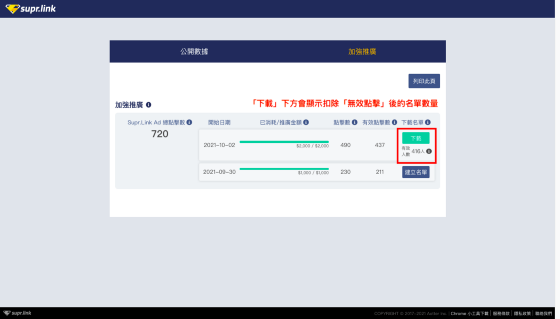 supr.link
公開數據
加強推廣
列印此頁
加強推廣
「下載」下方會顯示扣除「無效點擊」後的名單數量
Supr.Link Ad 總點擊數
開始日期
已消耗/推廣金額
點擊數
有效點擊數
下載名單
720
2021-10-02
$2,000 / $2,000
490
437
下載
有效人數
416人
2021-09-30
$1,000 / $1,000
230
211
建立名單
supr.link
COPYRIGHT © 2017-2021 Aotter Inc.
Chrome 小工具下載
服務條款
隱私政策
聯絡我們